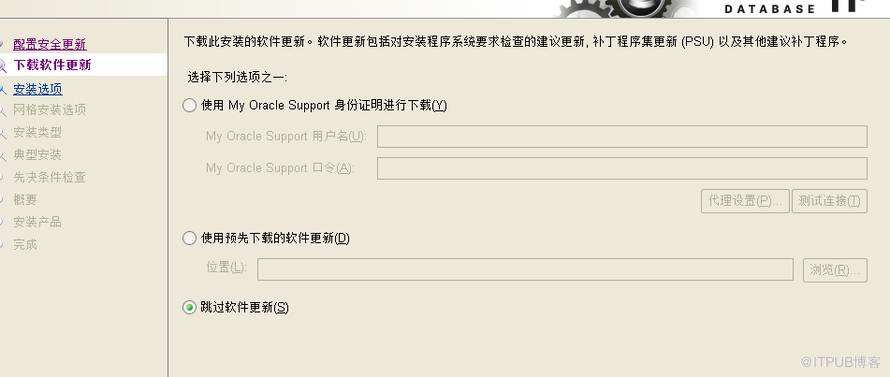 DATABASE
配置安全更新
下载软件更新
安装选项
网格安装选项
安装类型
典型安装
先决条件检查
概要
安装产品
完成
下载此安装的软件更新。软件更新包括对安装程序系统要求检查的建议更新, 补丁程序集更新 (PSU) 以及其他建议补丁程序。
选择下列选项之一:
使用 My Oracle Support 身份证明进行下载(Y)
My Oracle Support 用户名(U):
My Oracle Support 口令(A):
代理设置(P)... 测试连接(T)
使用预先下载的软件更新(D)
位置(L): 浏览(R)...
跳过软件更新(S)
@ITPUB博客